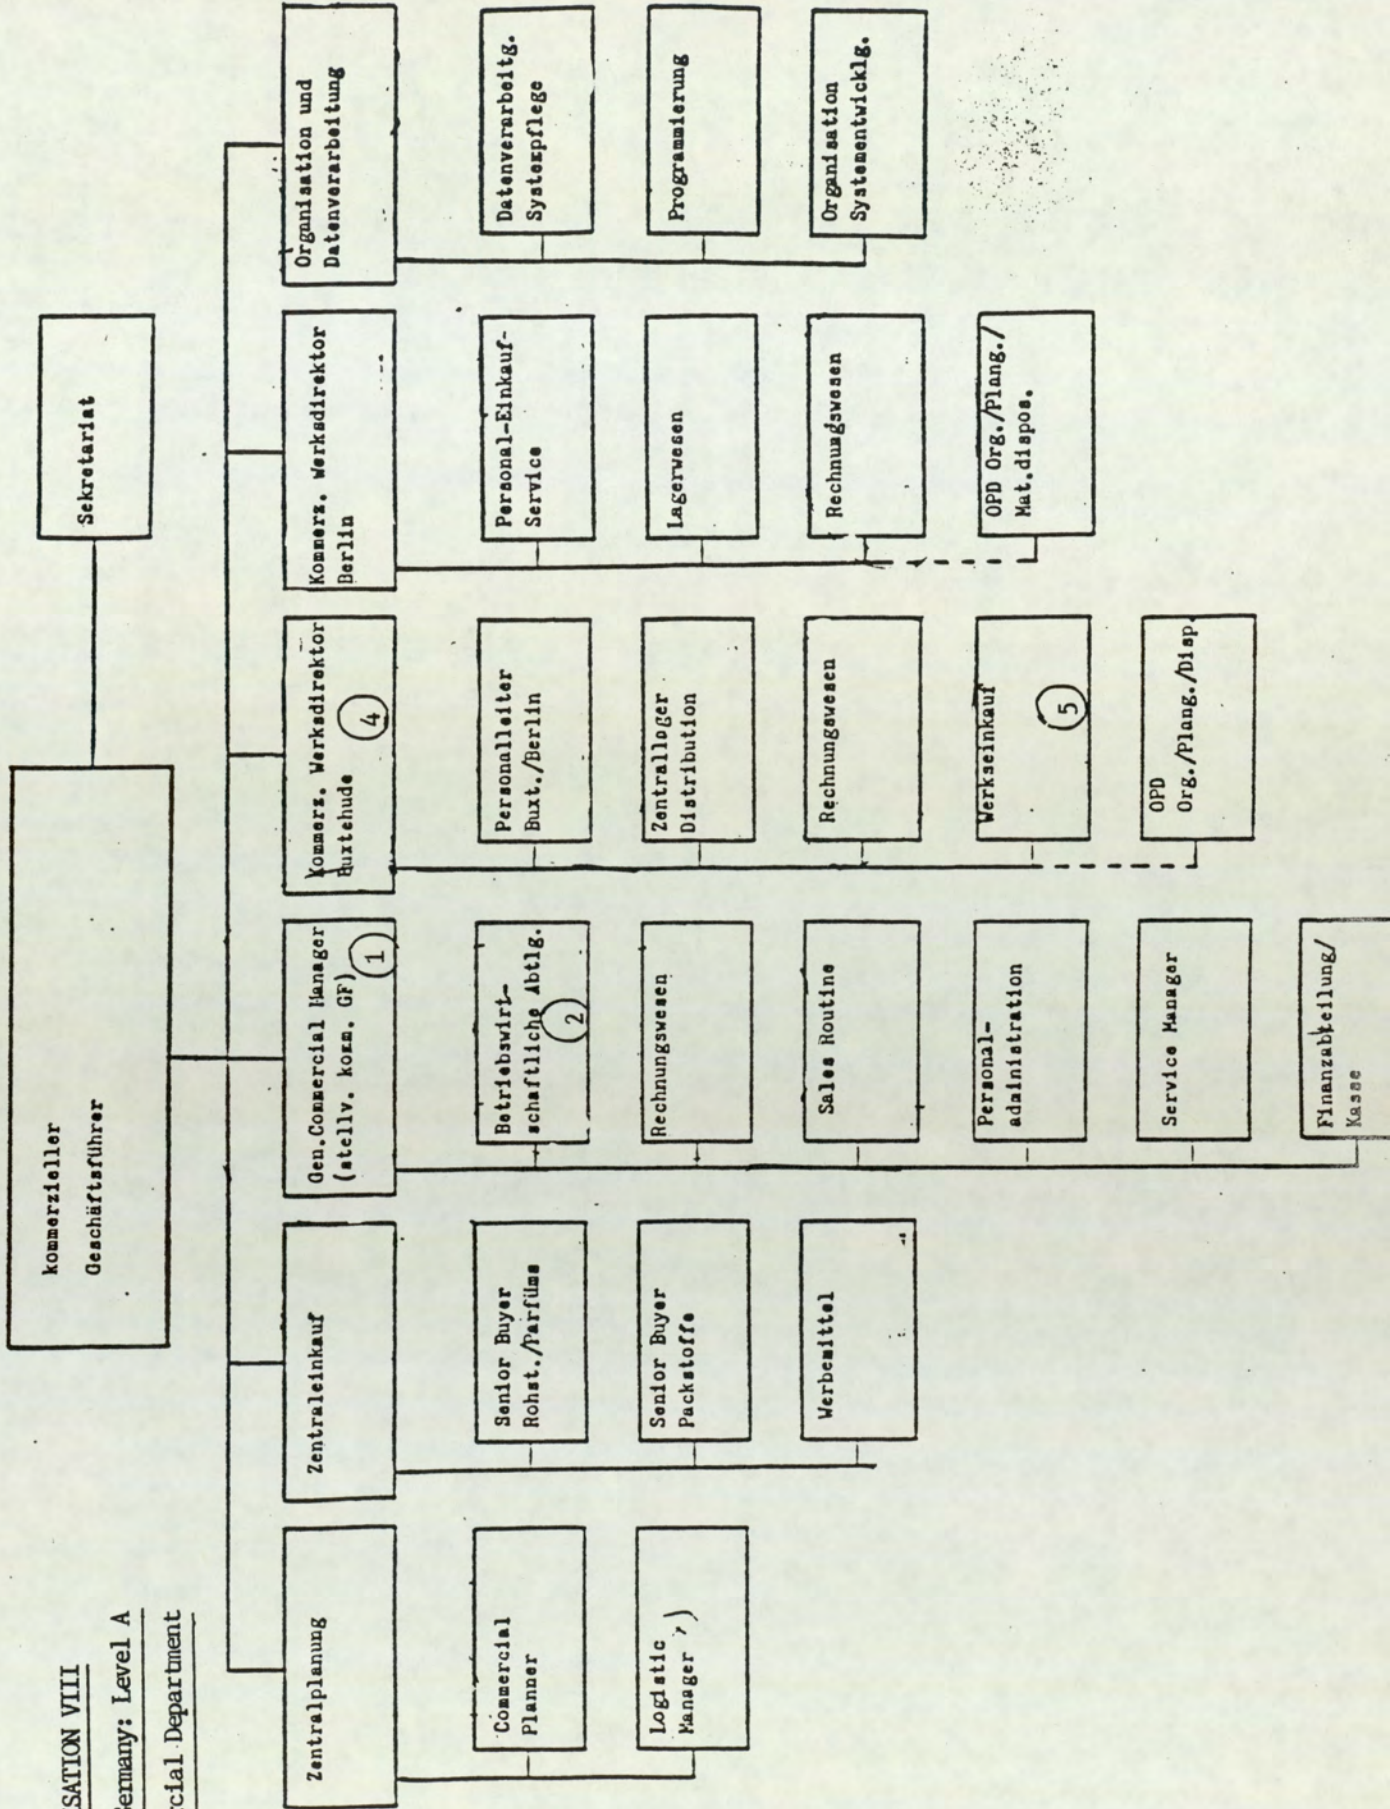 SATION VIII
Germany: Level A
cial Department
kommerzieller
Geschäftsführer
Sekretariat
Zentralplanung
Commercial
Planner
Logistic
Manager
Zentraleinkauf
Senior Buyer
Rohst./Parfüms
Senior Buyer
Packstoffe
Werbemittel
Gen.Commercial Manager
(stellv. komm. GF)
1
Betriebswirt-
schaftliche Abtlg.
2
Rechnungswesen
Sales Routine
Personal-
administration
Service Manager
Finanzabteilung/
Kasse
Kommerz. Werksdirektor
Buxtehude
4
Personalleiter
Buxt./Berlin
Zentrallager
Distribution
Rechnungswesen
Werkseinkauf
5
OPD
Org./Plang./Disp.
Kommerz. Werksdirektor
Berlin
Personal-Einkauf-
Service
Lagerwesen
Rechnungswesen
OPD Org./Plang./
Mat.dispos.
Organisation und
Datenverarbeitung
Datenverarbeitg.
Systempflege
Programmierung
Organisation
Systementwicklg.